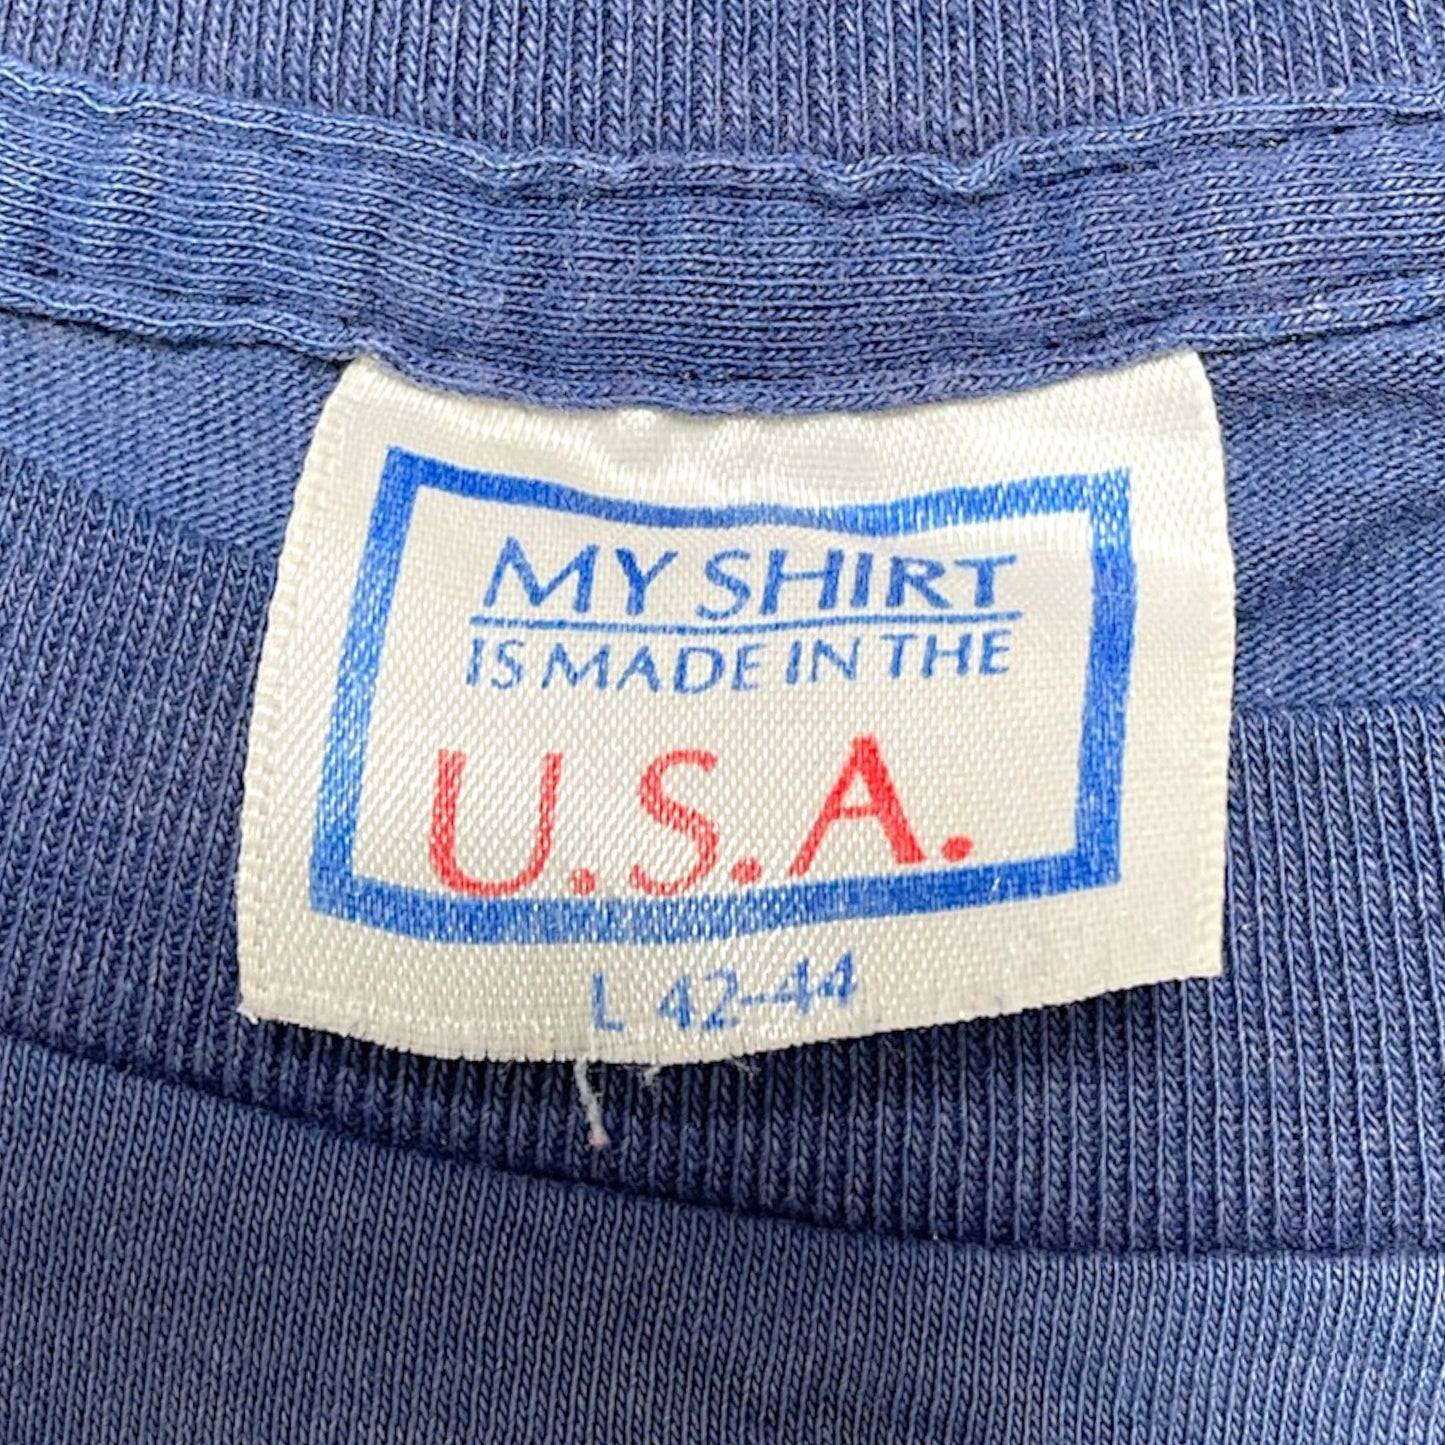 MY SHIRT
IS MADE IN THE
U.S.A.
L 42-44